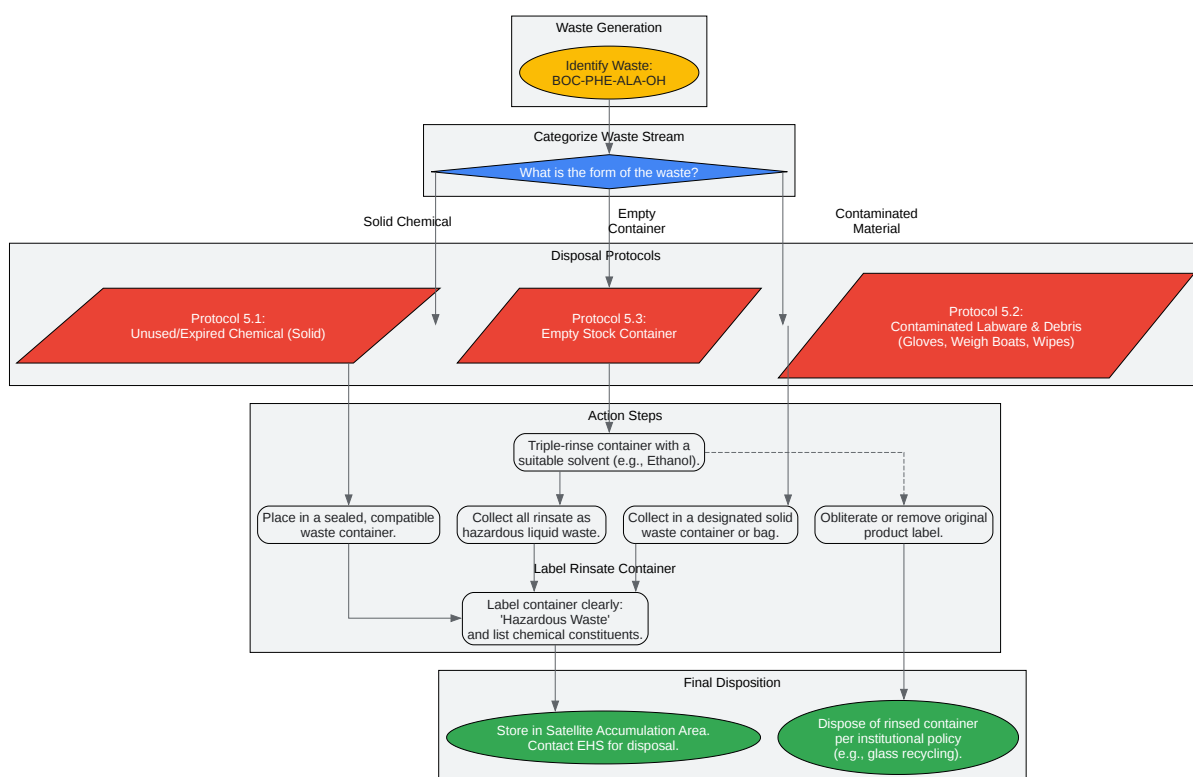 Waste Generation
Identify Waste:
BOC-PHE-ALA-OH
Categorize Waste Stream
What is the form of the waste?
Solid Chemical
Empty
Container
Contaminated
Material
Disposal Protocols
Protocol 5.1:
Unused/Expired Chemical (Solid)
Protocol 5.3:
Empty Stock Container
Protocol 5.2:
Contaminated Labware & Debris
(Gloves, Weigh Boats, Wipes)
Action Steps
Triple-rinse container with a
suitable solvent (e.g., Ethanol).
Place in a sealed, compatible
waste container.
Collect all rinsate as
hazardous liquid waste.
Collect in a designated solid
waste container or bag.
Obliterate or remove original
product label.
Label Rinsate Container
Label container clearly:
'Hazardous Waste'
and list chemical constituents.
Final Disposition
Store in Satellite Accumulation Area.
Contact EHS for disposal.
Dispose of rinsed container
per institutional policy
(e.g., glass recycling).